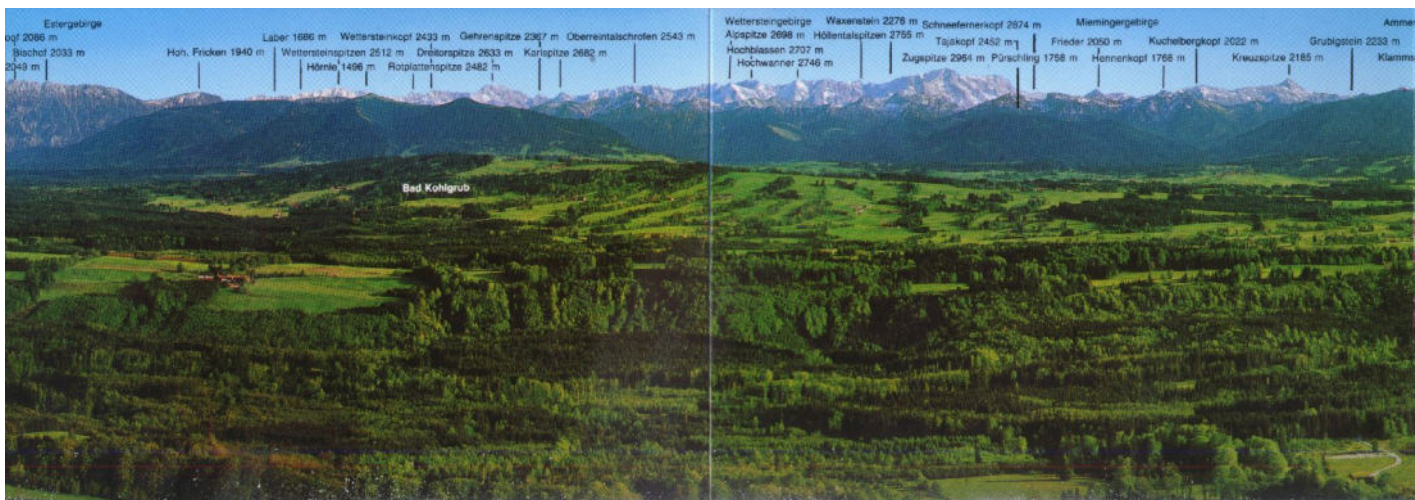 Estergebirge
opf 2086 m
Bischof 2033 m
2049 m
Hoh. Fricken 1940 m
Laber 1686 m
Wettersteinspitzen 2512 m
Hörnle 1496 m
Wettersteinkopf 2433 m
Dreitorspitze 2633 m
Rotplattenspitze 2482 m
Gehrenspitze 2367 m
Karlspitze 2682 m
Oberreintalschrofen 2543 m
Wettersteingebirge
Alpspitze 2698 m
Hochblassen 2707 m
Hochwanner 2746 m
Waxenstein 2276 m
Höllentalspitzen 2755 m
Schneefernerkopf 2874 m
Tajakopf 2452 m
Zugspitze 2964 m
Pürschling 1758 m
Miemingergebirge
Frieder 2050 m
Hennenkopf 1768 m
Kuchelbergkopf 2022 m
Kreuzspitze 2185 m
Grubigstein 2233 m
Ammer
Klamms
Bad Kohlgrub